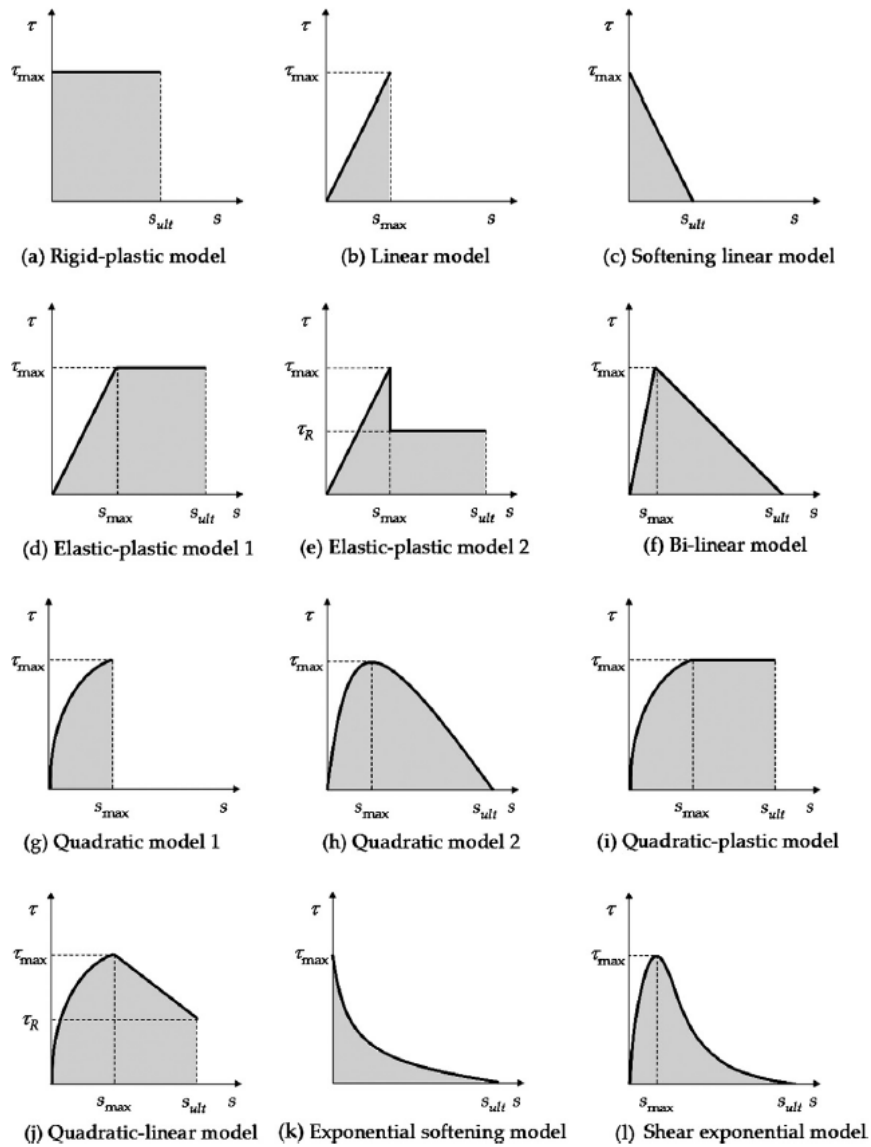 τ τ τ
τmax τmax τmax
sult s smax s sult s
(a) Rigid-plastic model (b) Linear model (c) Softening linear model
τ τ τ
τmax τmax τmax
τR
smax sult s smax sult s smax sult s
(d) Elastic-plastic model 1 (e) Elastic-plastic model 2 (f) Bi-linear model
τ τ τ
τmax τmax τmax
smax s smax sult s smax sult s
(g) Quadratic model 1 (h) Quadratic model 2 (i) Quadratic-plastic model
τ τ τ
τmax τmax τmax
τR
smax sult s sult s smax sult s
(j) Quadratic-linear model (k) Exponential softening model (l) Shear exponential model